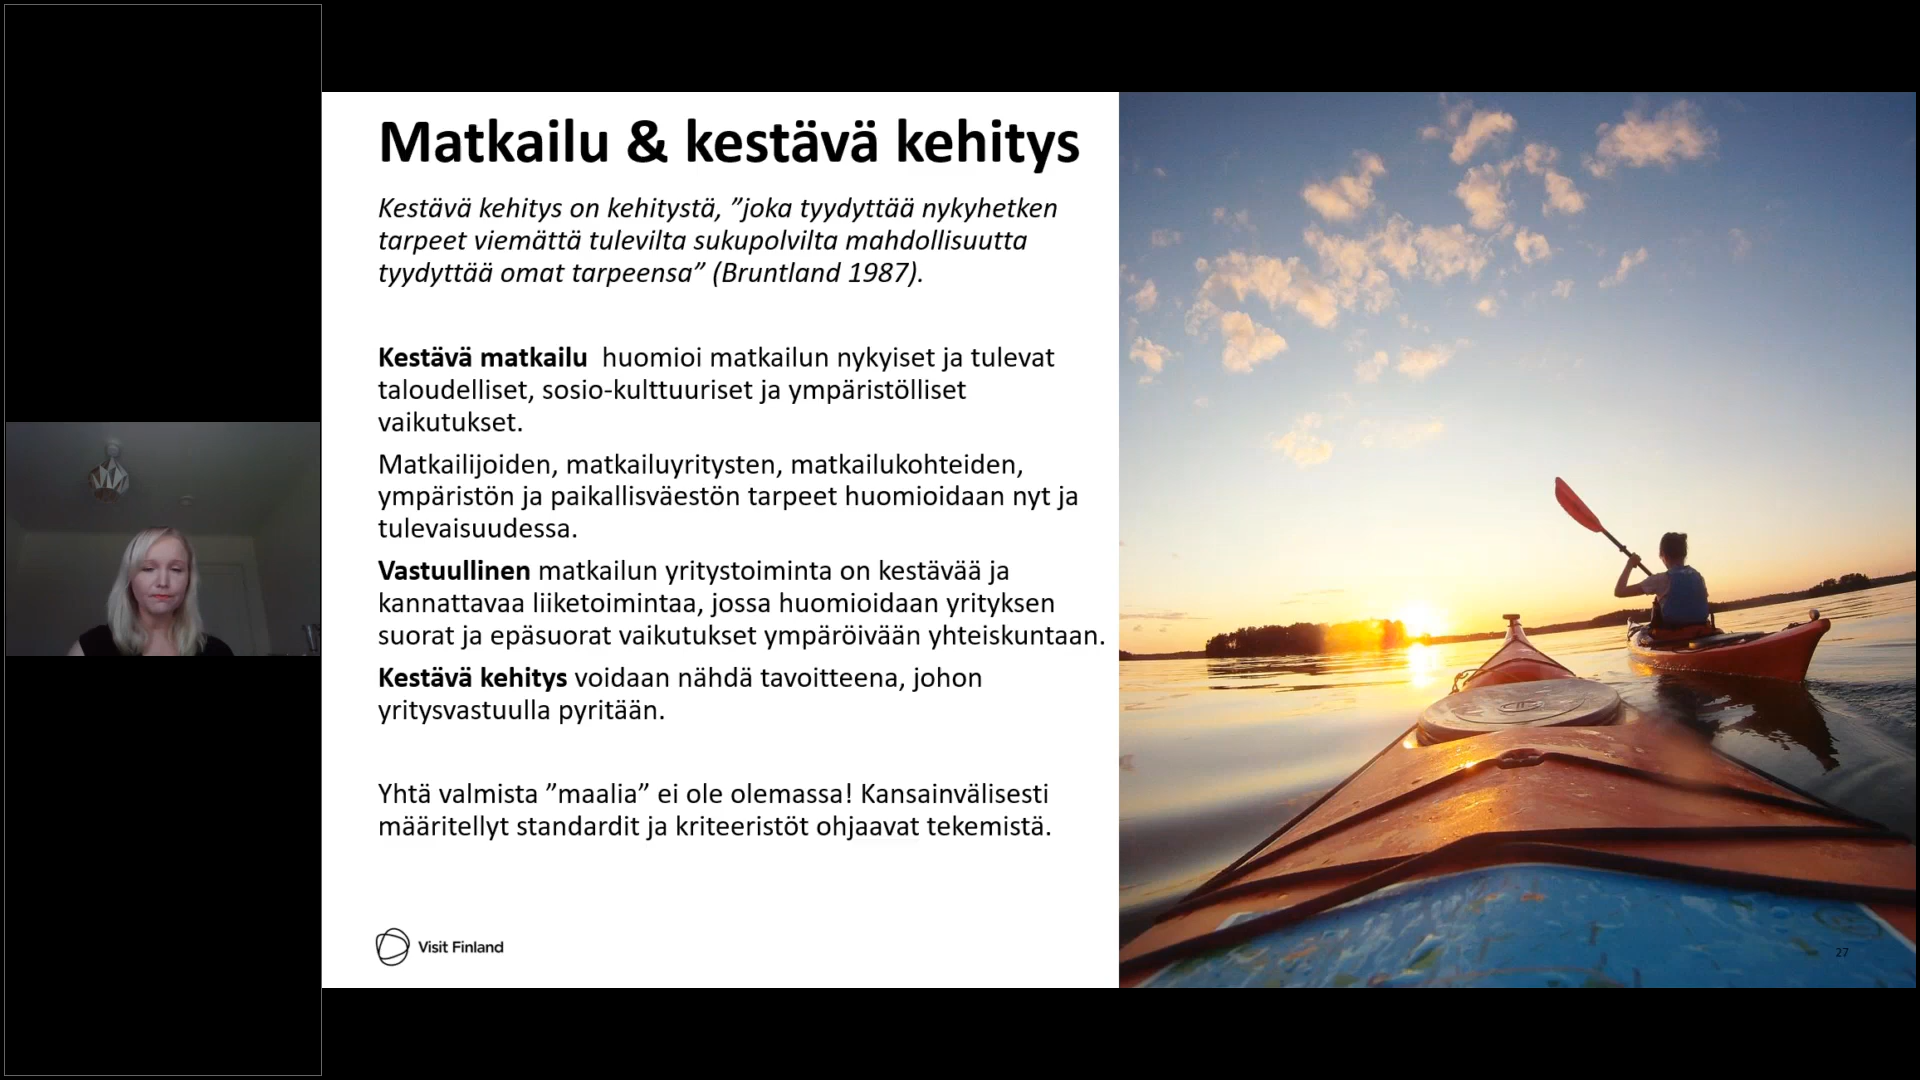 Matkailu & kestävä kehitys
Kestävä kehitys on kehitystä, ”joka tyydyttää nykyhetken
tarpeet viemättä tulevilta sukupolvilta mahdollisuutta
tyydyttää omat tarpeensa” (Bruntland 1987).
Kestävä matkailu huomioi matkailun nykyiset ja tulevat
taloudelliset, sosio-kulttuuriset ja ympäristölliset
vaikutukset.
Matkailijoiden, matkailuyritysten, matkailukohteiden,
ympäristön ja paikallisväestön tarpeet huomioidaan nyt ja
tulevaisuudessa.
Vastuullinen matkailun yritystoiminta on kestävää ja
kannattavaa liiketoimintaa, jossa huomioidaan yrityksen
suorat ja epäsuorat vaikutukset ympäröivään yhteiskuntaan.
Kestävä kehitys voidaan nähdä tavoitteena, johon
yritysvastuulla pyritään.
Yhtä valmista ”maalia” ei ole olemassa! Kansainvälisesti
määritellyt standardit ja kriteeristöt ohjaavat tekemistä.
Visit Finland
27